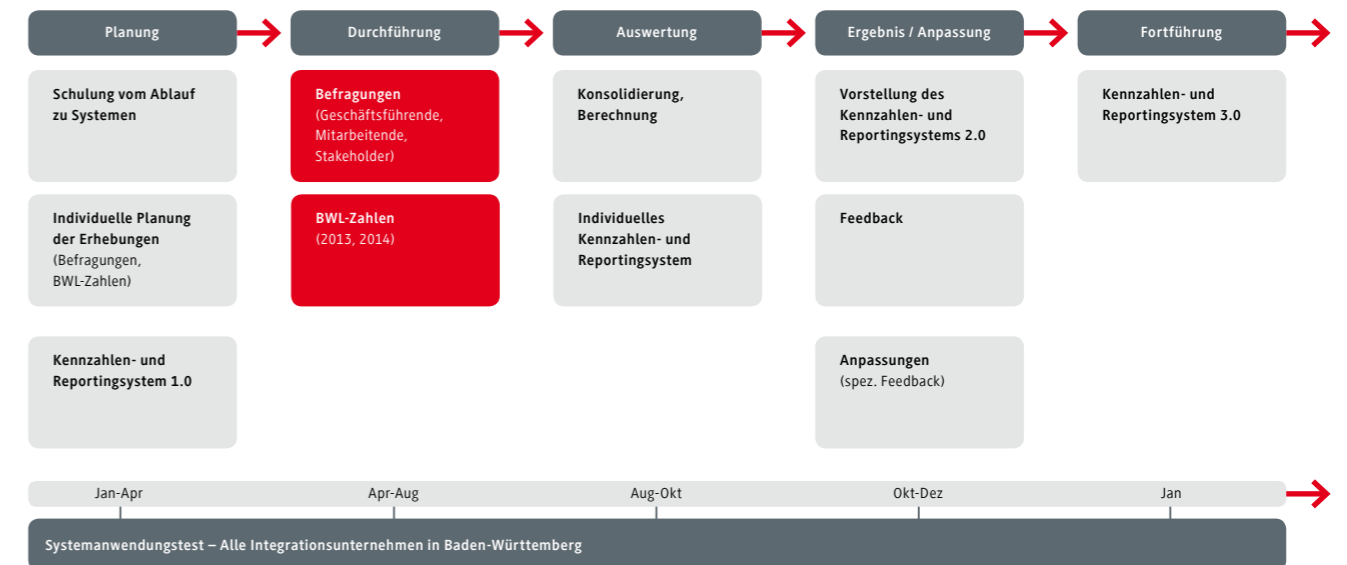 Planung
Durchführung
Auswertung
Ergebnis / Anpassung
Fortführung
Schulung vom Ablauf
zu Systemen
Befragungen
(Geschäftsführende,
Mitarbeitende,
Stakeholder)
Konsolidierung,
Berechnung
Vorstellung des
Kennzahlen- und
Reportingsystems 2.0
Kennzahlen- und
Reportingsystem 3.0
Individuelle Planung
der Erhebungen
(Befragungen,
BWL-Zahlen)
BWL-Zahlen
(2013, 2014)
Individuelles
Kennzahlen- und
Reportingsystem
Feedback
Kennzahlen- und
Reportingsystem 1.0
Anpassungen
(spez. Feedback)
Jan-Apr
Apr-Aug
Aug-Okt
Okt-Dez
Jan
Systemanwendungstest – Alle Integrationsunternehmen in Baden-Württemberg